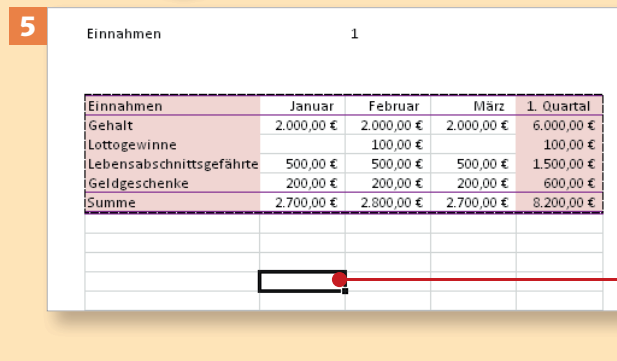 5
Einnahmen 1
Einnahmen Januar Februar März 1. Quartal
Gehalt 2.000,00 € 2.000,00 € 2.000,00 € 6.000,00 €
Lottogewinne 100,00 € 100,00 €
Lebensabschnittsgefährte 500,00 € 500,00 € 500,00 € 1.500,00 €
Geldgeschenke 200,00 € 200,00 € 200,00 € 600,00 €
Summe 2.700,00 € 2.800,00 € 2.700,00 € 8.200,00 €